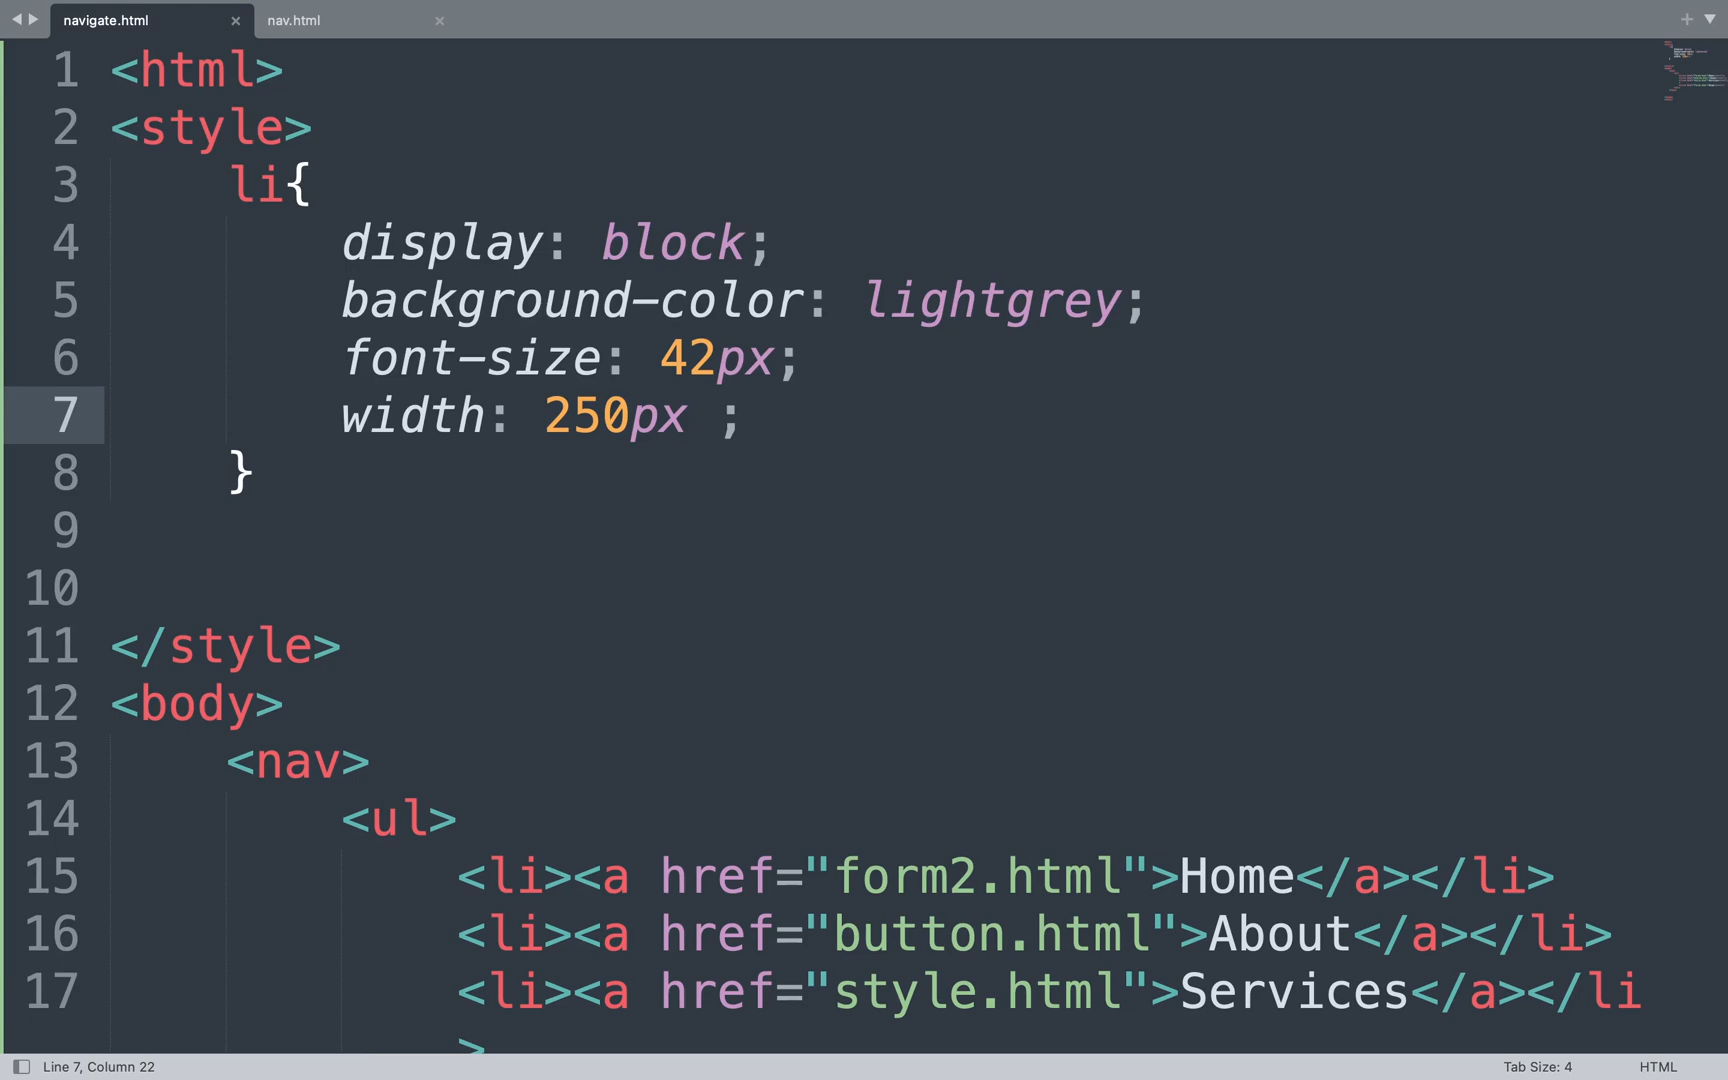 navigate.html
nav.html
1 <html>
2 <style>
3 li{
4 display: block;
5 background-color: lightgrey;
6 font-size: 42px;
7 width: 250px ;
8 }
9
10
11 </style>
12 <body>
13 <nav>
14 <ul>
15 <li><a href="form2.html">Home</a></li>
16 <li><a href="button.html">About</a></li>
17 <li><a href="style.html">Services</a></li
>
Line 7, Column 22
Tab Size: 4
HTML